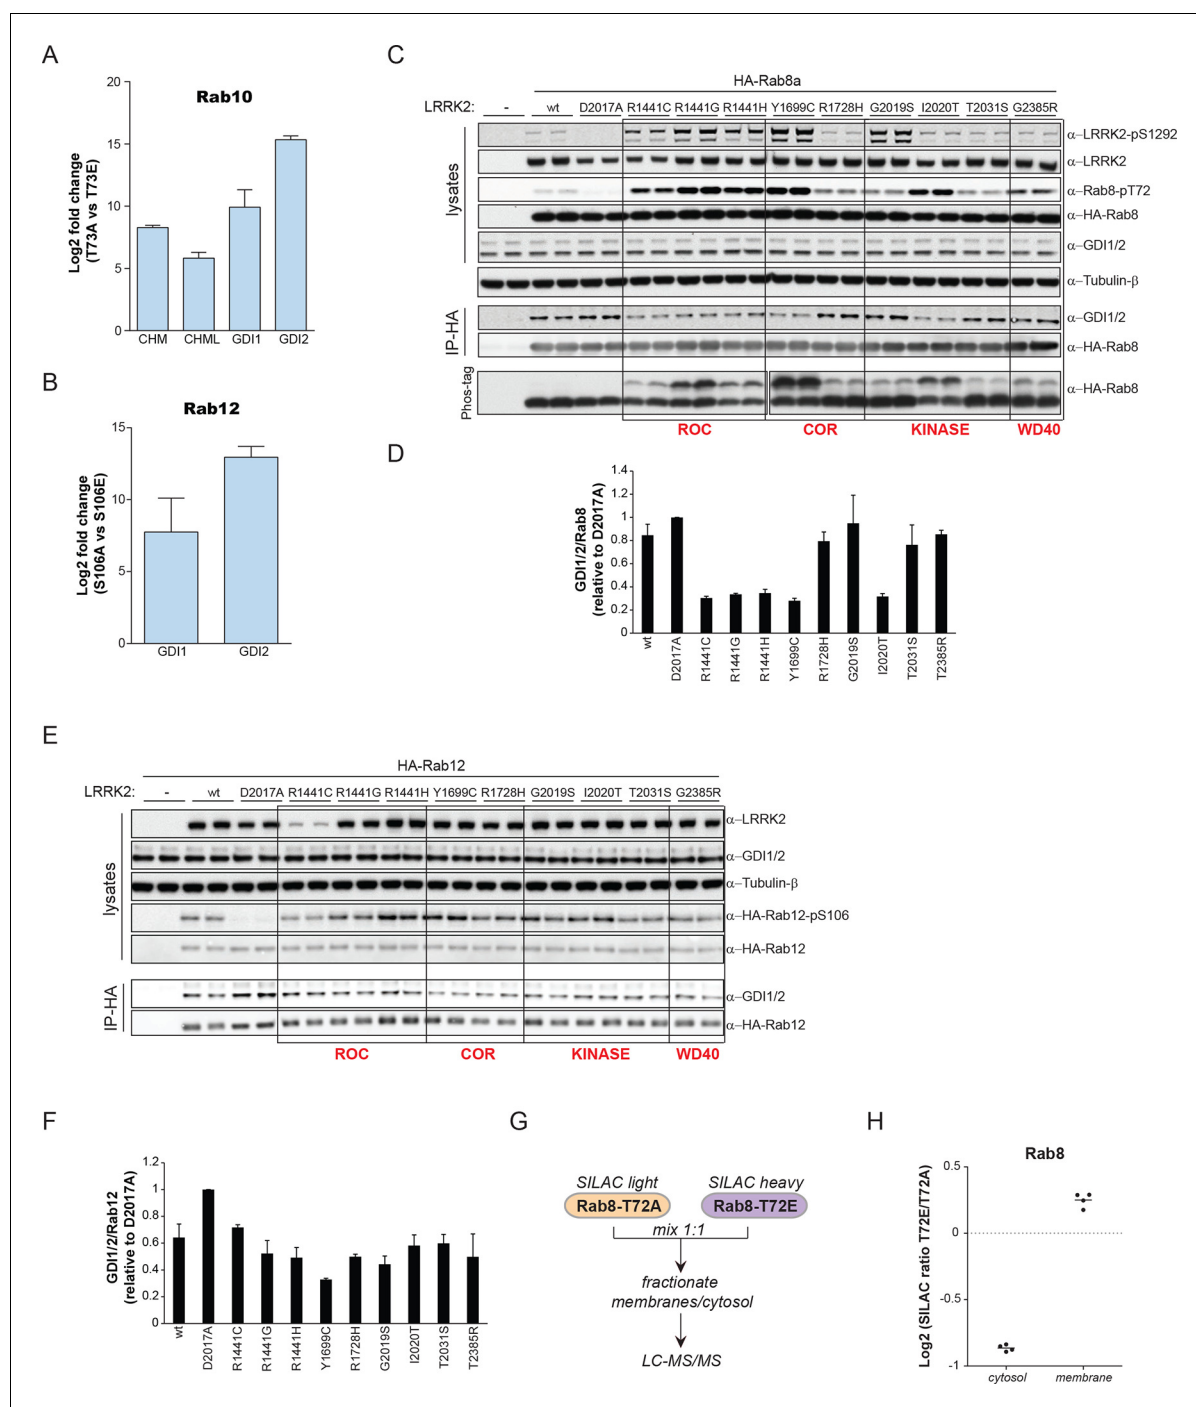 A
Rab10
Log2 fold change
(T73A vs T73E)
20
15
10
5
0
CHM CHML GDI1 GDI2
B
Rab12
Log2 fold change
(S106A vs S106E)
15
10
5
0
GDI1 GDI2
C
HA-Rab8a
LRRK2: - wt D2017A R1441C R1441G R1441H Y1699C R1728H G2019S I2020T T2031S G2385R
lysates
α-LRRK2-pS1292
α-LRRK2
α-Rab8-pT72
α-HA-Rab8
α-GDI1/2
α-Tubulin-β
IP-HA
α-GDI1/2
α-HA-Rab8
Phos-tag
α-HA-Rab8
ROC COR KINASE WD40
D
GDI1/2/Rab8
(relative to D2017A)
1.4
1.2
1
0.8
0.6
0.4
0.2
0
wt D2017A R1441C R1441G R1441H Y1699C R1728H G2019S I2020T T2031S T2385R
E
HA-Rab12
LRRK2: - wt D2017A R1441C R1441G R1441H Y1699C R1728H G2019S I2020T T2031S G2385R
lysates
α-LRRK2
α-GDI1/2
α-Tubulin-β
α-HA-Rab12-pS106
α-HA-Rab12
IP-HA
α-GDI1/2
α-HA-Rab12
ROC COR KINASE WD40
F
GDI1/2/Rab12
(relative to D2017A)
1.2
1
0.8
0.6
0.4
0.2
0
wt D2017A R1441C R1441G R1441H Y1699C R1728H G2019S I2020T T2031S T2385R
G
SILAC light SILAC heavy
Rab8-T72A Rab8-T72E
mix 1:1
fractionate
membranes/cytosol
LC-MS/MS
H
Rab8
Log2 (SILAC ratio T72E/T72A)
0.5
0
-0.5
-1
cytosol membrane